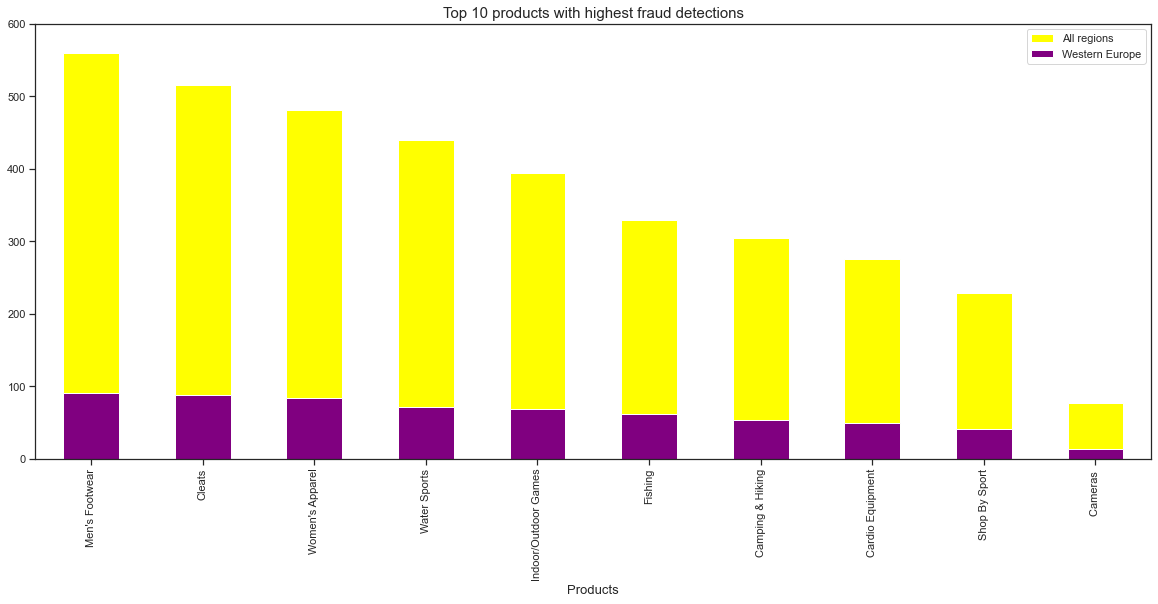 Top 10 products with highest fraud detections
All regions
Western Europe
600
500
400
300
200
100
0
Men's Footwear
Cleats
Women's Apparel
Water Sports
Indoor/Outdoor Games
Fishing
Camping & Hiking
Cardio Equipment
Shop By Sport
Cameras
Products